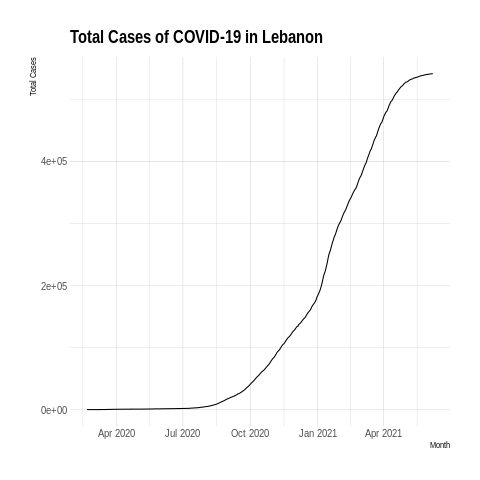 Total Cases of COVID-19 in Lebanon
Total Cases
4e+05
2e+05
0e+00
Apr 2020 Jul 2020 Oct 2020 Jan 2021 Apr 2021
Month